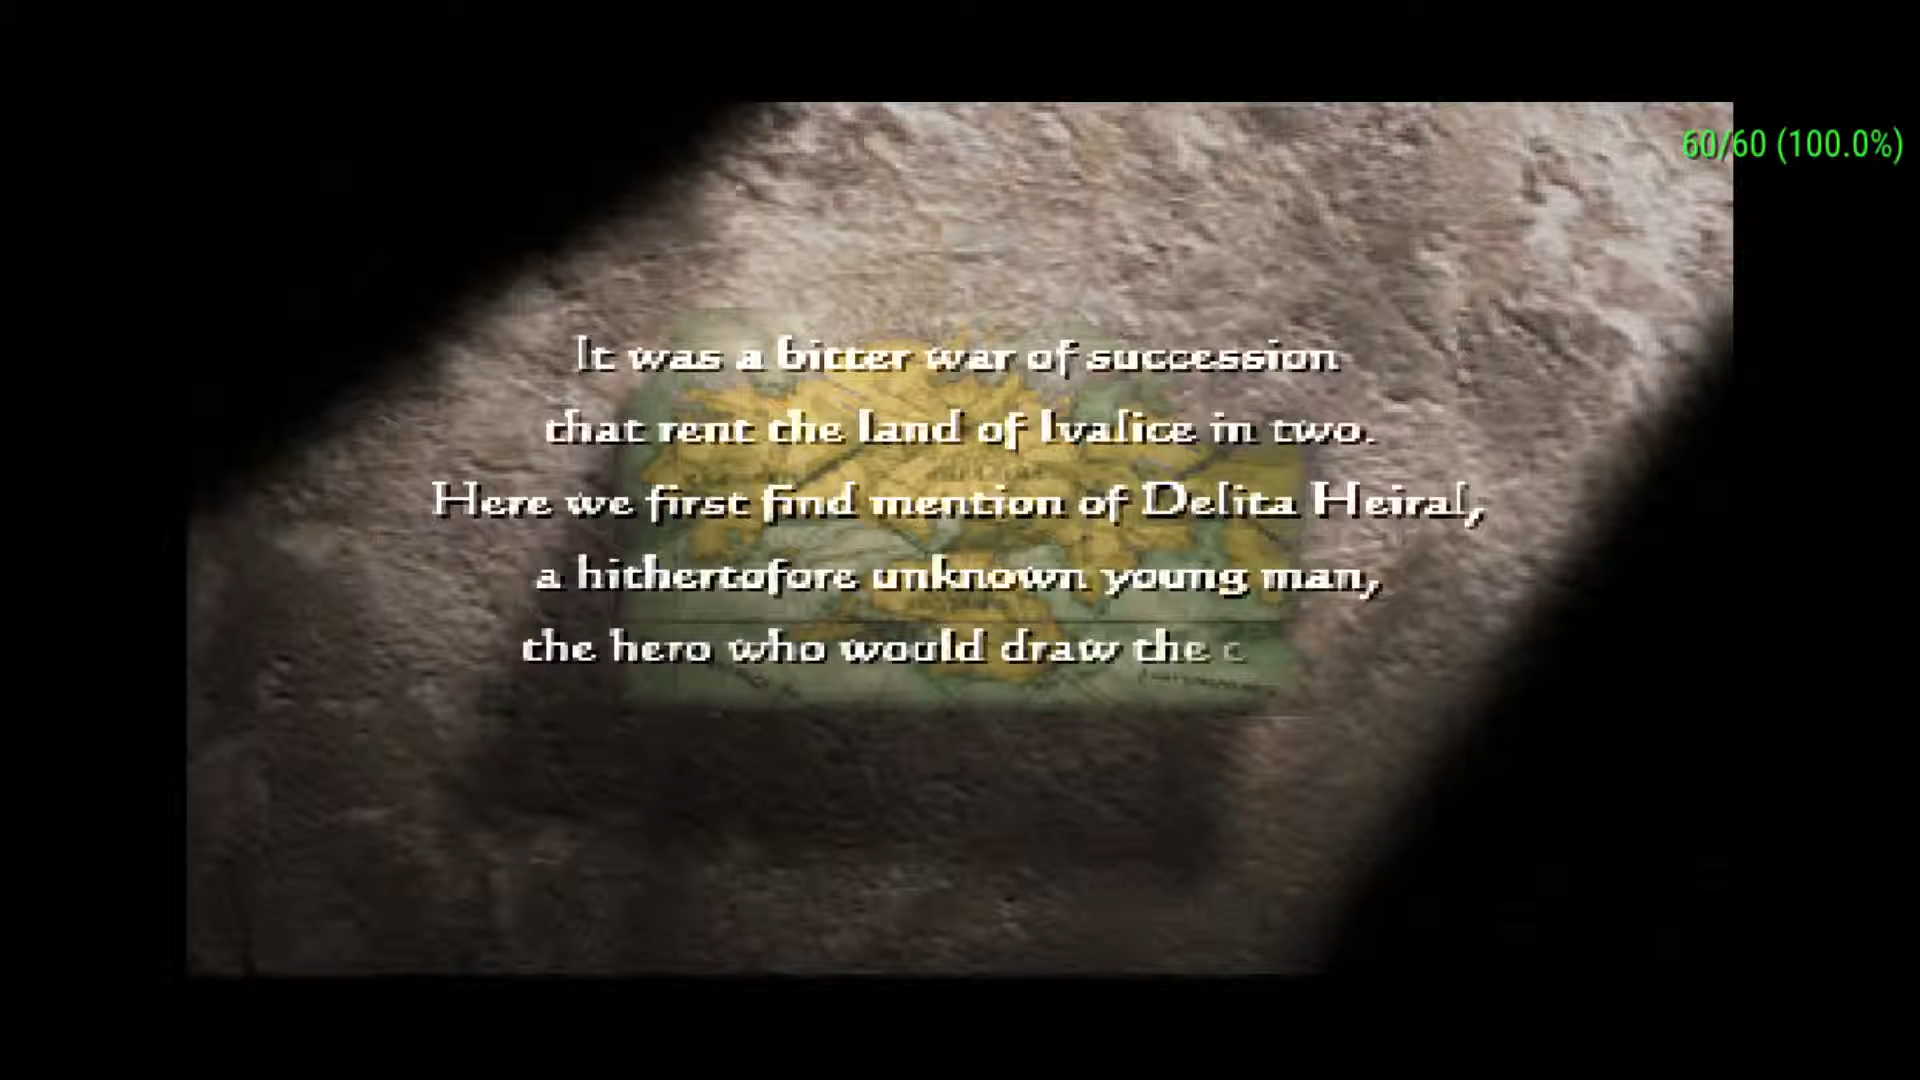 60/60 (100.0%)
It was a bitter war of succession
that rent the land of Ivalice in two.
Here we first find mention of Delita Heiral,
a hithertofore unknown young man,
the hero who would draw the c